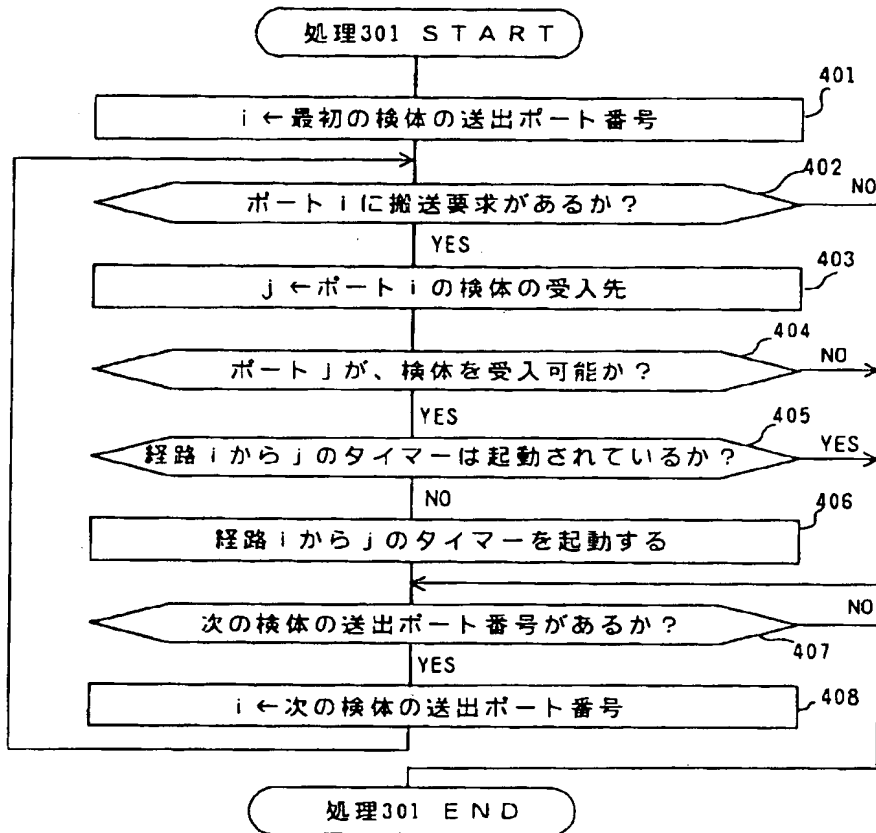 処理301 START
401
i←最初の検体の送出ポート番号
402
ポートiに搬送要求があるか？
NO
YES
403
j←ポートiの検体の受入先
404
ポートjが、検体を受入可能か？
NO
YES
405
経路iからjのタイマーは起動されているか？
YES
NO
406
経路iからjのタイマーを起動する
次の検体の送出ポート番号があるか？
NO
407
YES
408
i←次の検体の送出ポート番号
処理301 END